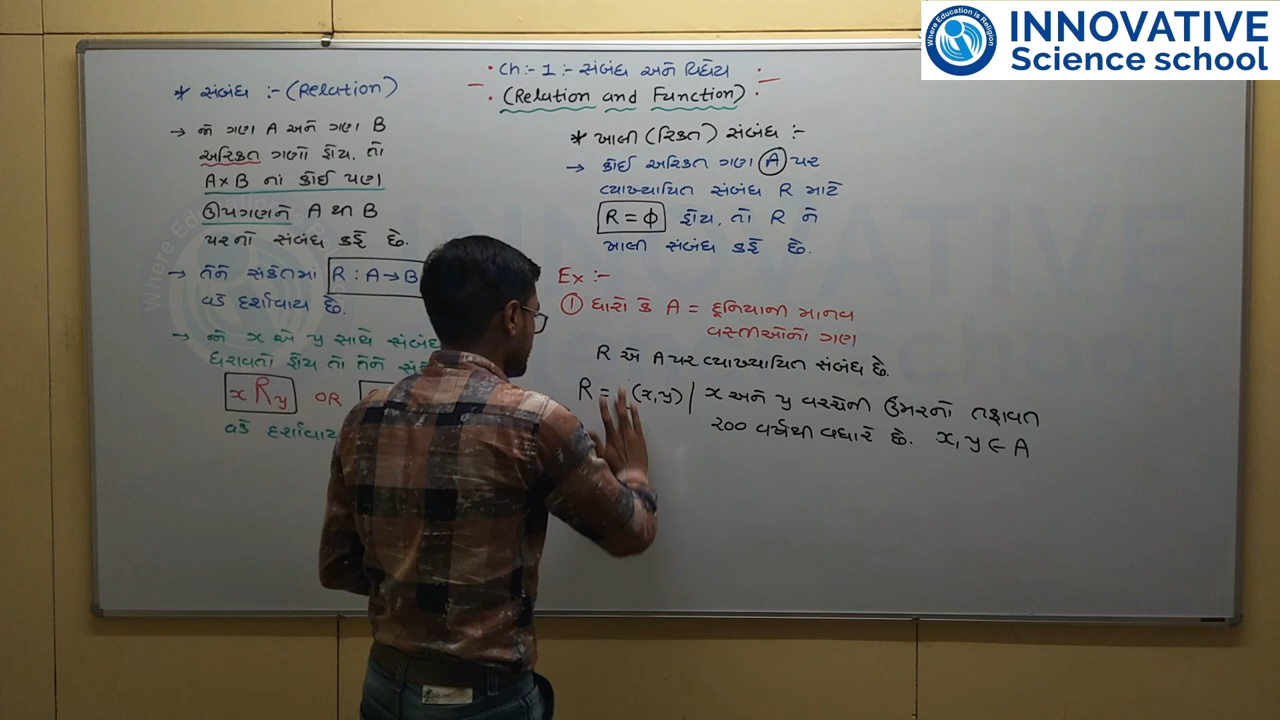 Where Education is Religion
INNOVATIVE
Science school
• Ch :- 1 :- સંબંધ અને વિધેય •
• (Relation and Function) •
* સંબંધ :- (Relation)
→ જો ગણ A અને ગણ B
અરિક્ત ગણો હોય, તો
A×B નાં કોઈ પણ
ઊપગણને A થી B
પરનો સંબંધ કહે છે.
→ તેને સંકેતમાં R : A→B
વડે દર્શાવાય છે.
→ જો x એ y સાથે સંબંધ
ધરાવતો હોય તો તેને
x R y OR
વડે દર્શાવાય
* ખાલી (રિક્ત) સંબંધ :-
→ કોઈ અરિક્ત ગણ A પર
વ્યાખ્યાયિત સંબંધ R માટે
R = ϕ હોય, તો R ને
ખાલી સંબંધ કહે છે.
Ex :-
① ધારો કે A = દૂનિયાની માનવ
વસ્તીઓનો ગણ
R એ A પર વ્યાખ્યાયિત સંબંધ છે.
R = {(x,y) | x અને y વચ્ચેની ઉંમરનો તફાવત
૨૦૦ વર્ષથી વધારે છે. x, y ∈ A